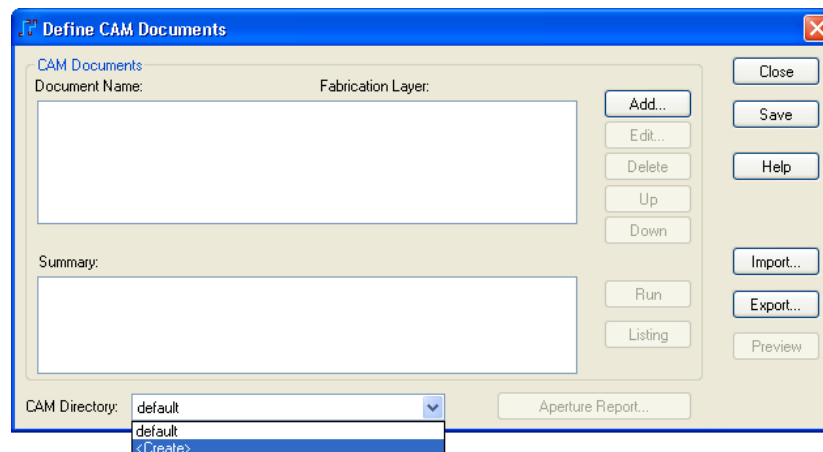 Define CAM Documents
CAM Documents
Document Name: Fabrication Layer:
Add...
Edit...
Delete
Up
Down
Summary:
Run
Listing
Close
Save
Help
Import...
Export...
Preview
CAM Directory: default
Aperture Report...
default
<Create>